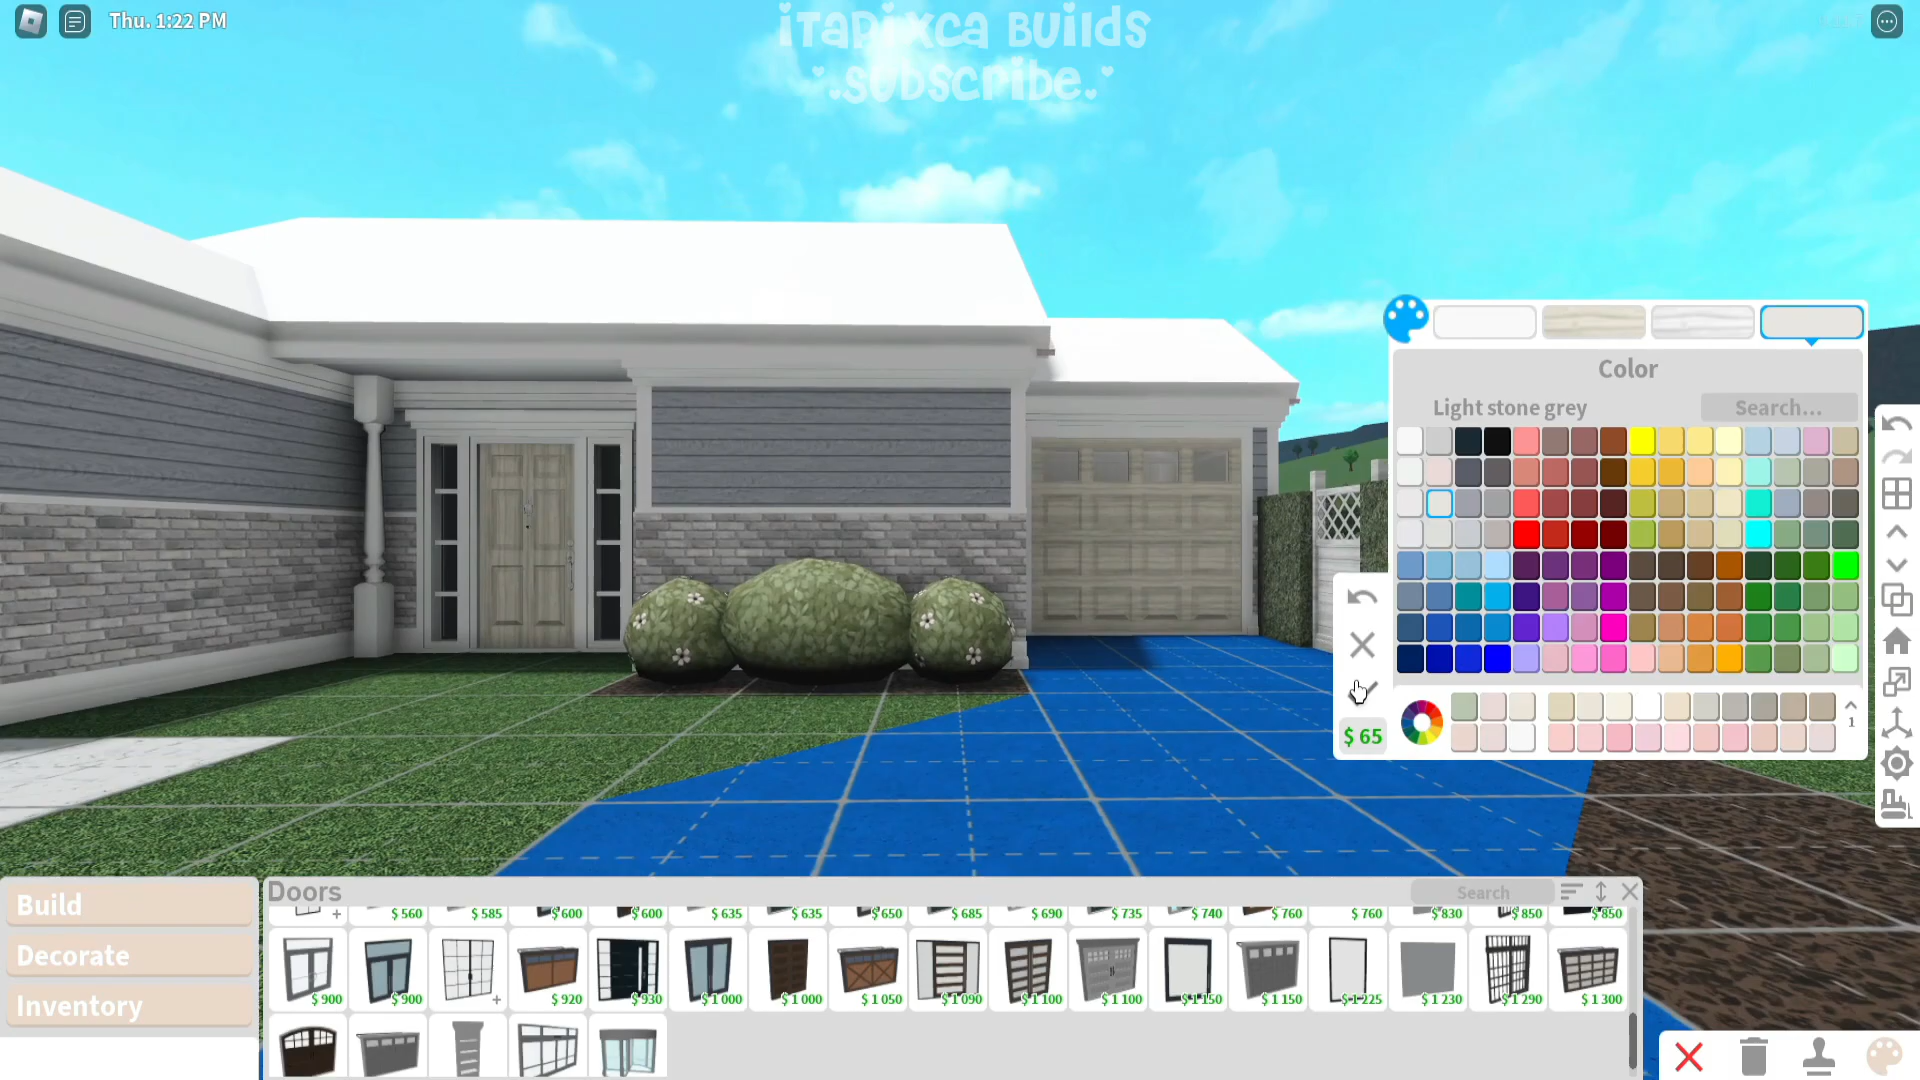 Thu. 1:22 PM
iTapixca Builds
.subscribe.
Color
Light stone grey
Search...
1
$ 65
Build
Decorate
Inventory
Doors
Search
$ 560
$ 585
$ 600
$ 600
$ 635
$ 635
$ 650
$ 685
$ 690
$ 735
$ 740
$ 760
$ 760
$ 830
$ 850
$ 850
$ 900
$ 900
$ 920
$ 930
$ 1 000
$ 1 000
$ 1 050
$ 1 090
$ 1 100
$ 1 100
$ 1 150
$ 1 150
$ 1 225
$ 1 230
$ 1 290
$ 1 300